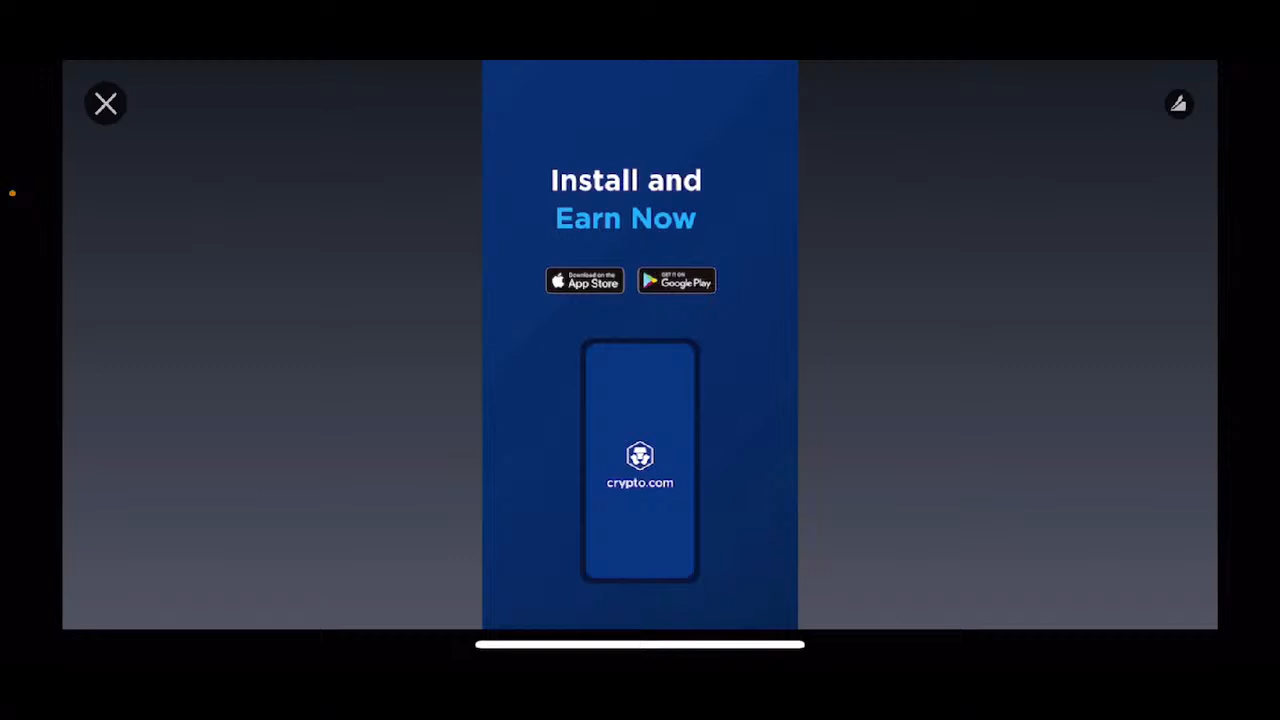 Install and
Earn Now
Download on the
App Store
GET IT ON
Google Play
crypto.com